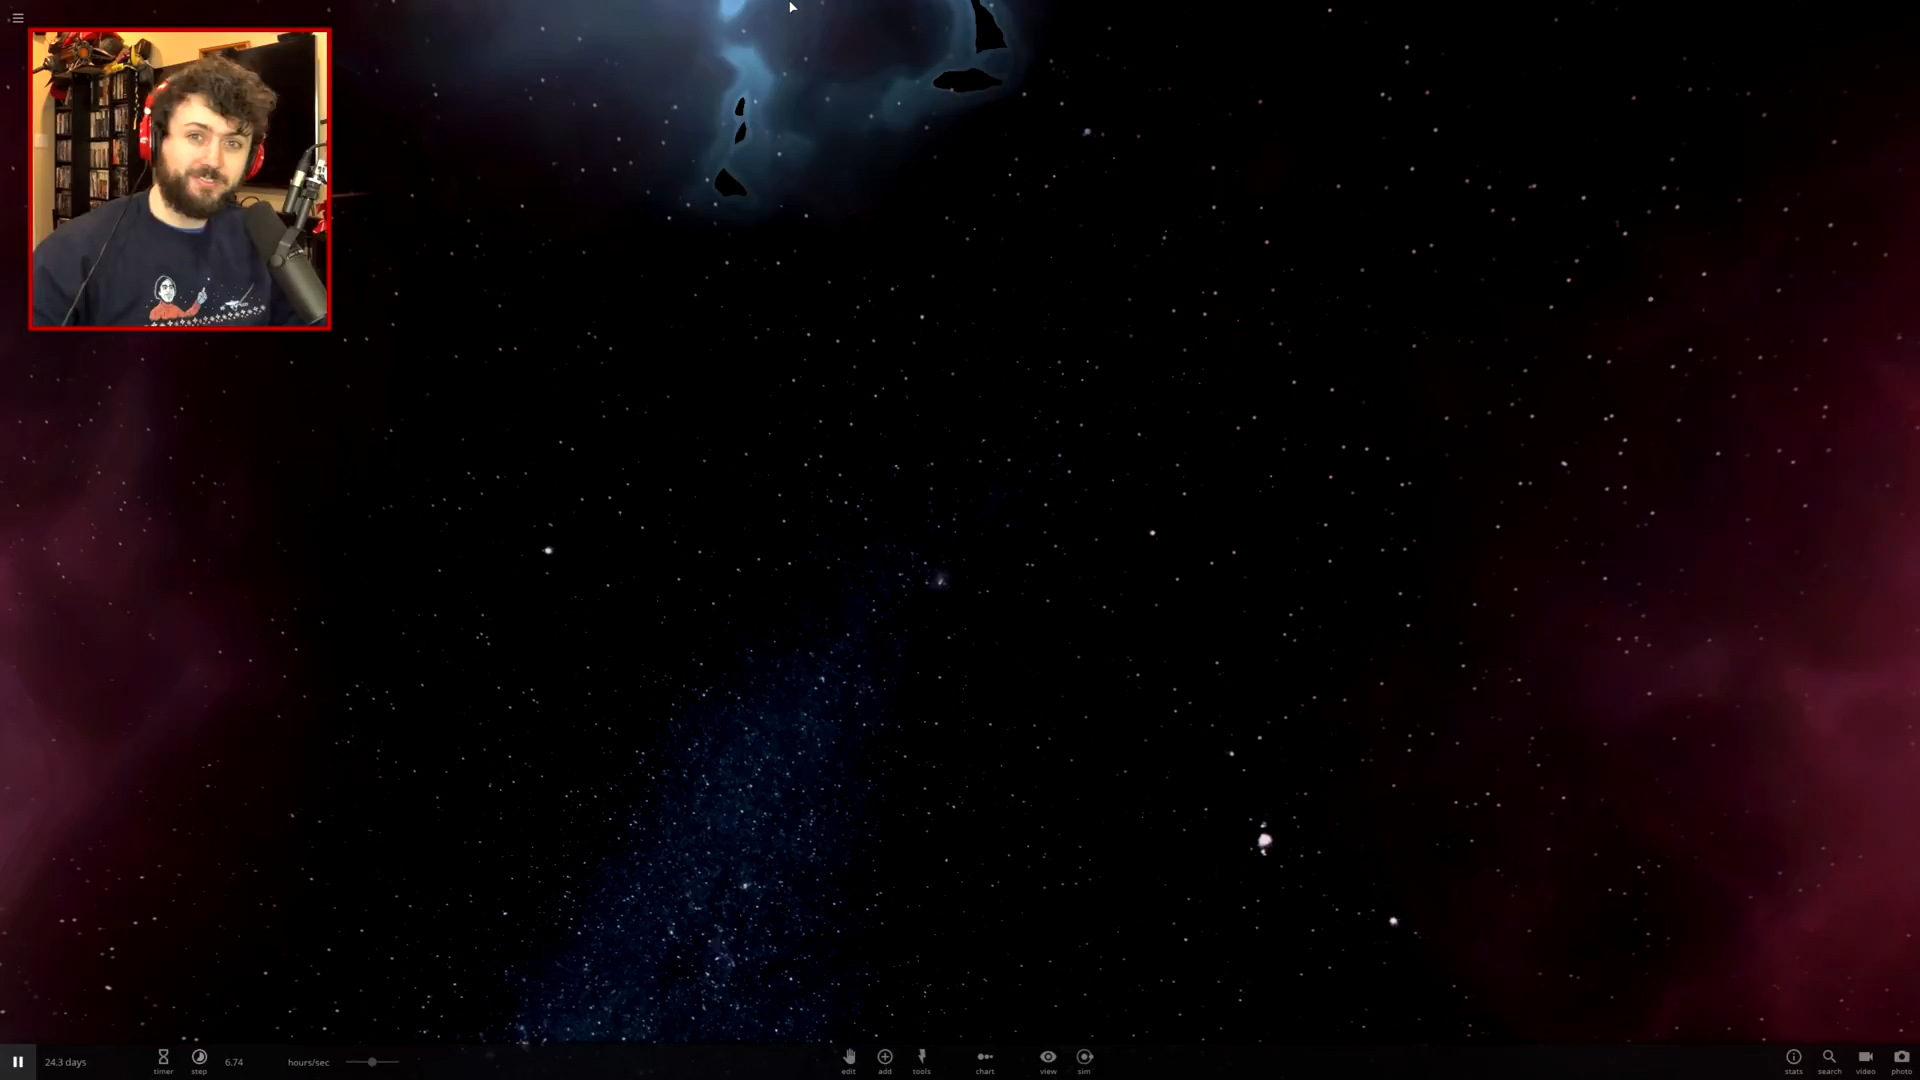 24.3 days
timer
step
6.74
hours/sec
edit
add
tools
chart
view
sim
stats
search
video
photo